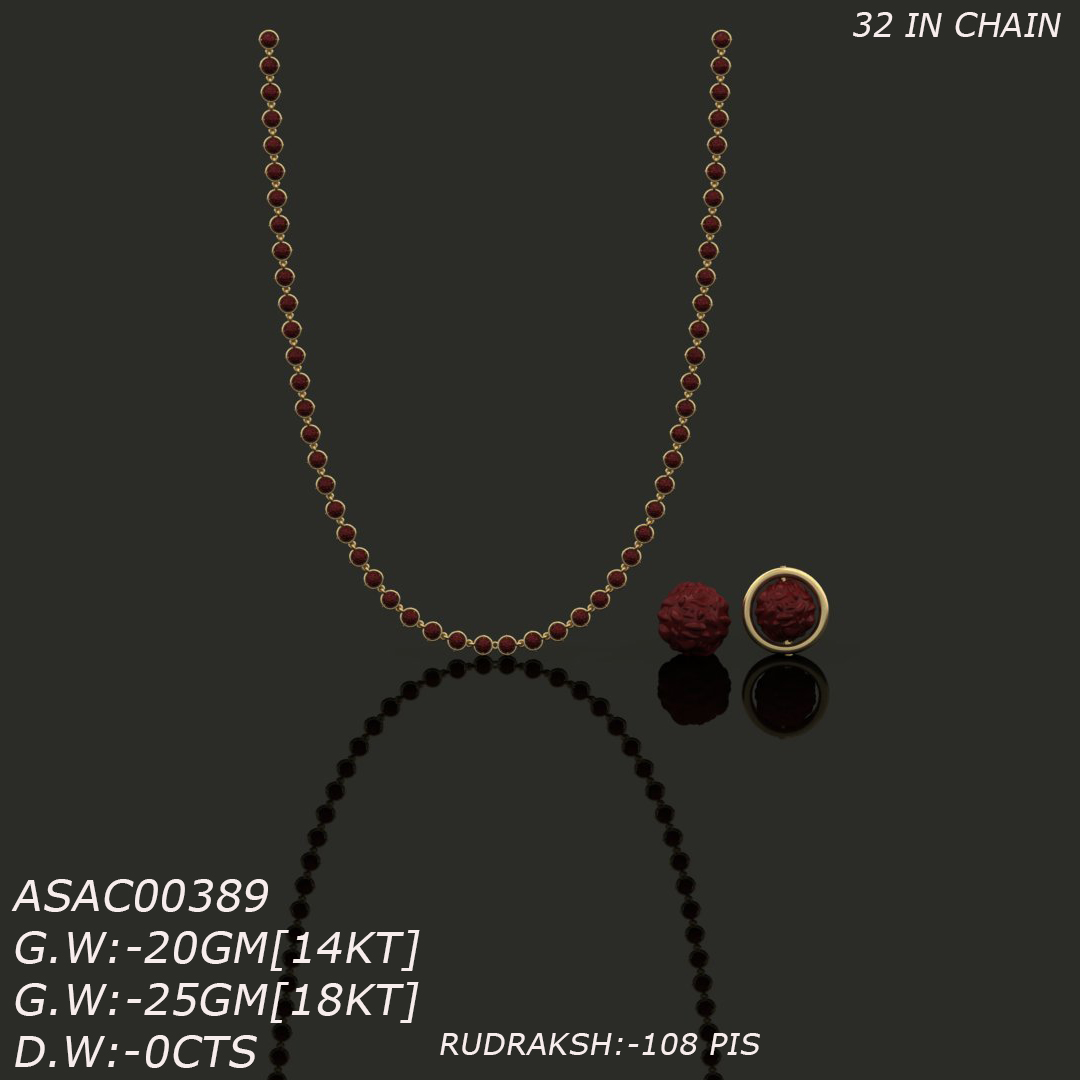 32 IN CHAIN
ASAC00389
G.W:-20GM[14KT]
G.W:-25GM[18KT]
D.W:-0CTS
RUDRAKSH:-108 PIS